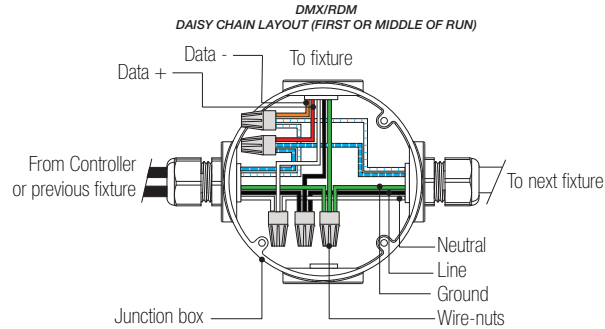 DMX/RDM
DAISY CHAIN LAYOUT (FIRST OR MIDDLE OF RUN)
Data -
To fixture
Data +
From Controller
or previous fixture
To next fixture
Neutral
Line
Ground
Junction box
Wire-nuts